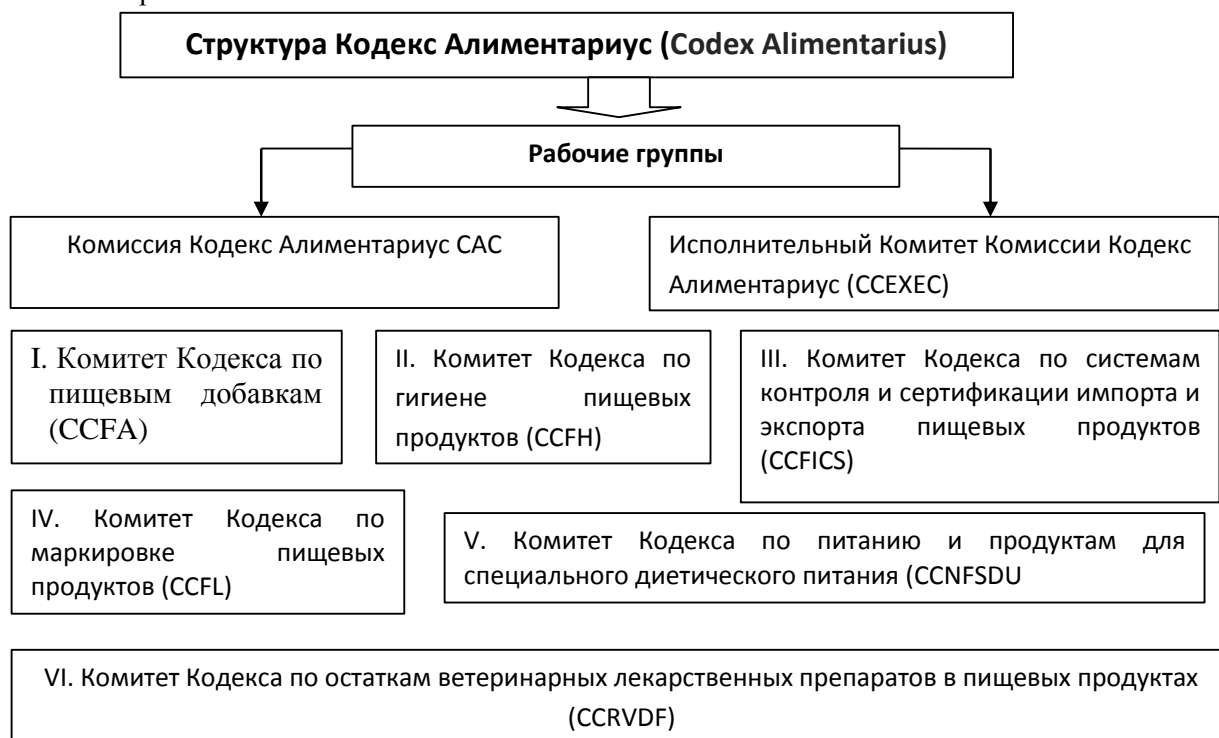 Структура Кодекс Алиментариус (Codex Alimentarius)
Рабочие группы
Комиссия Кодекс Алиментариус САС
Исполнительный Комитет Комиссии Кодекс
Алиментариус (CCEXEC)
I. Комитет Кодекса по
пищевым добавкам
(CCFA)
II. Комитет Кодекса по
гигиене пищевых
продуктов (CCFH)
III. Комитет Кодекса по системам
контроля и сертификации импорта и
экспорта пищевых продуктов
(CCFICS)
IV. Комитет Кодекса по
маркировке пищевых
продуктов (CCFL)
V. Комитет Кодекса по питанию и продуктам для
специального диетического питания (CCNFSDU
VI. Комитет Кодекса по остаткам ветеринарных лекарственных препаратов в пищевых продуктах
(CCRVDF)